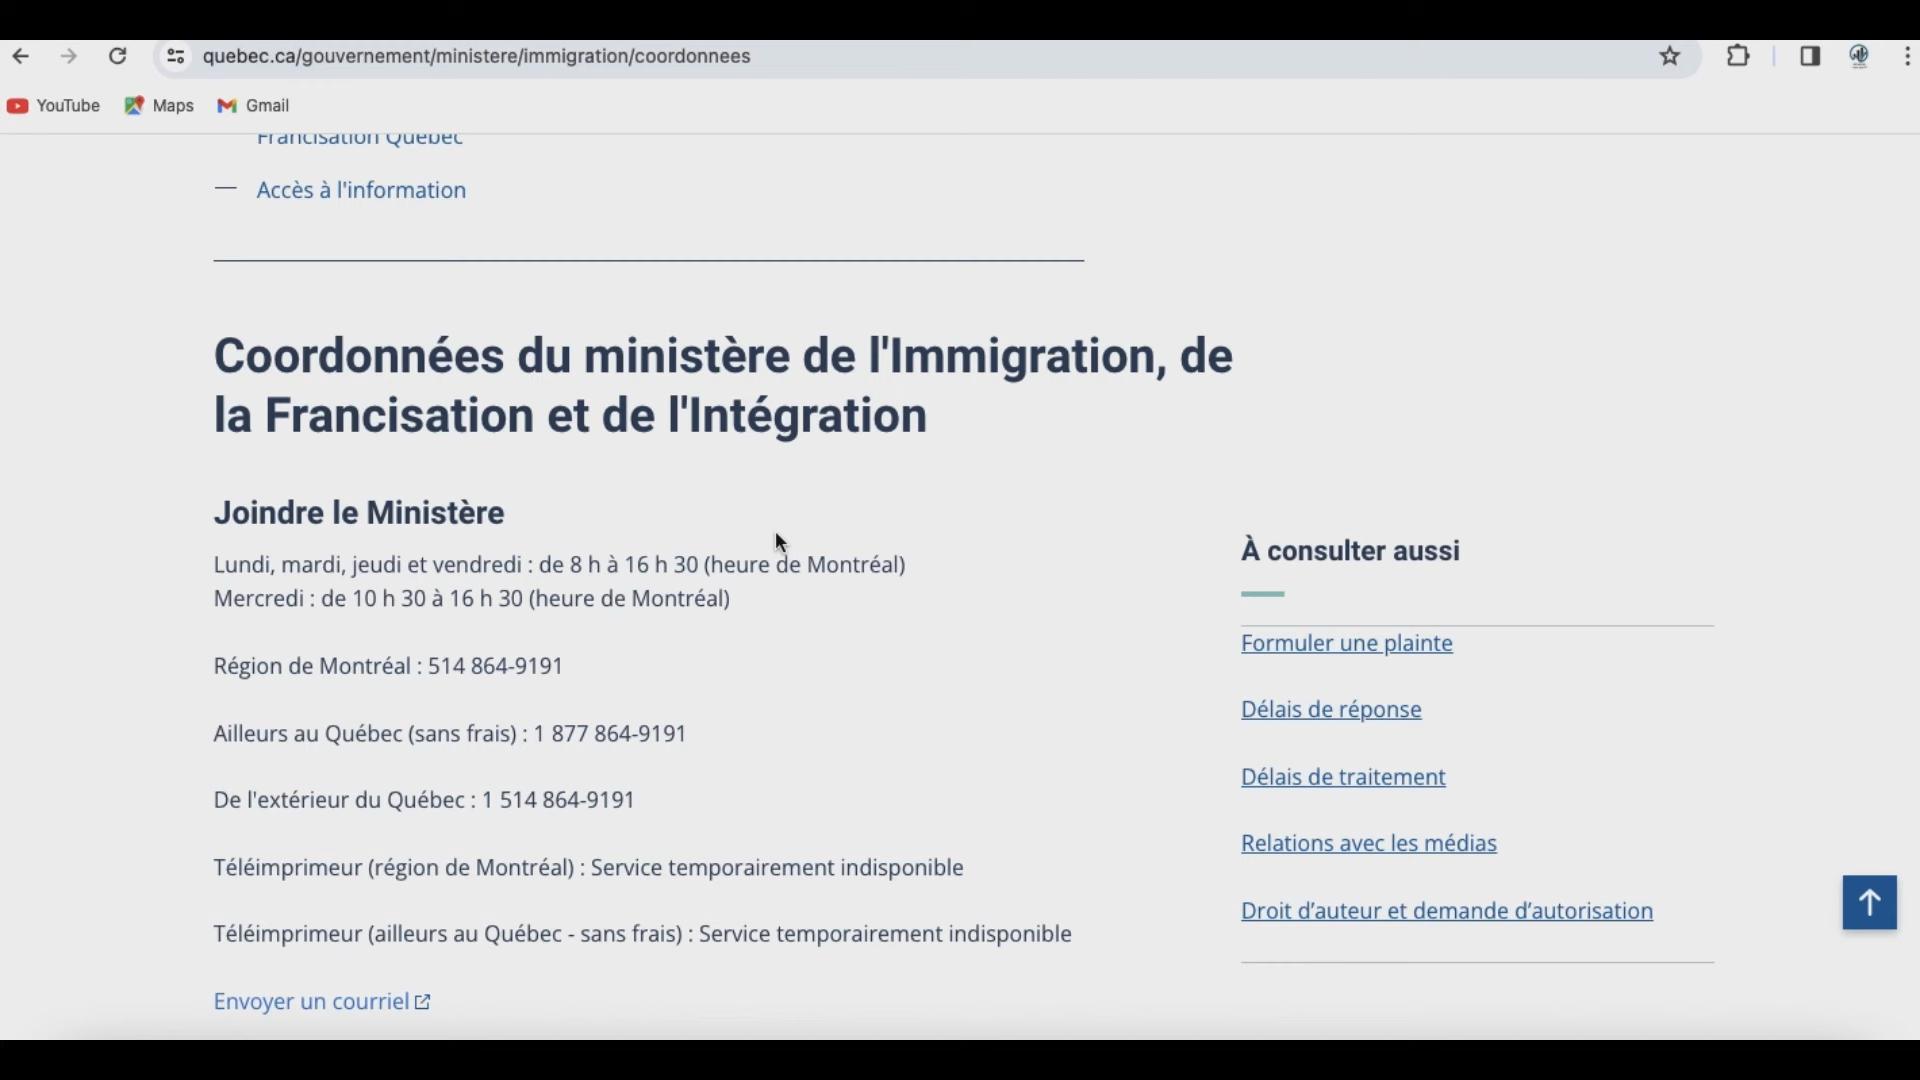 quebec.ca/gouvernement/ministere/immigration/coordonnees
YouTube Maps Gmail
Francisation Québec
— Accès à l'information
Coordonnées du ministère de l'Immigration, de
la Francisation et de l'Intégration
Joindre le Ministère
Lundi, mardi, jeudi et vendredi : de 8 h à 16 h 30 (heure de Montréal)
Mercredi : de 10 h 30 à 16 h 30 (heure de Montréal)
Région de Montréal : 514 864-9191
Ailleurs au Québec (sans frais) : 1 877 864-9191
De l'extérieur du Québec : 1 514 864-9191
Téléimprimeur (région de Montréal) : Service temporairement indisponible
Téléimprimeur (ailleurs au Québec - sans frais) : Service temporairement indisponible
Envoyer un courriel
À consulter aussi
Formuler une plainte
Délais de réponse
Délais de traitement
Relations avec les médias
Droit d’auteur et demande d’autorisation